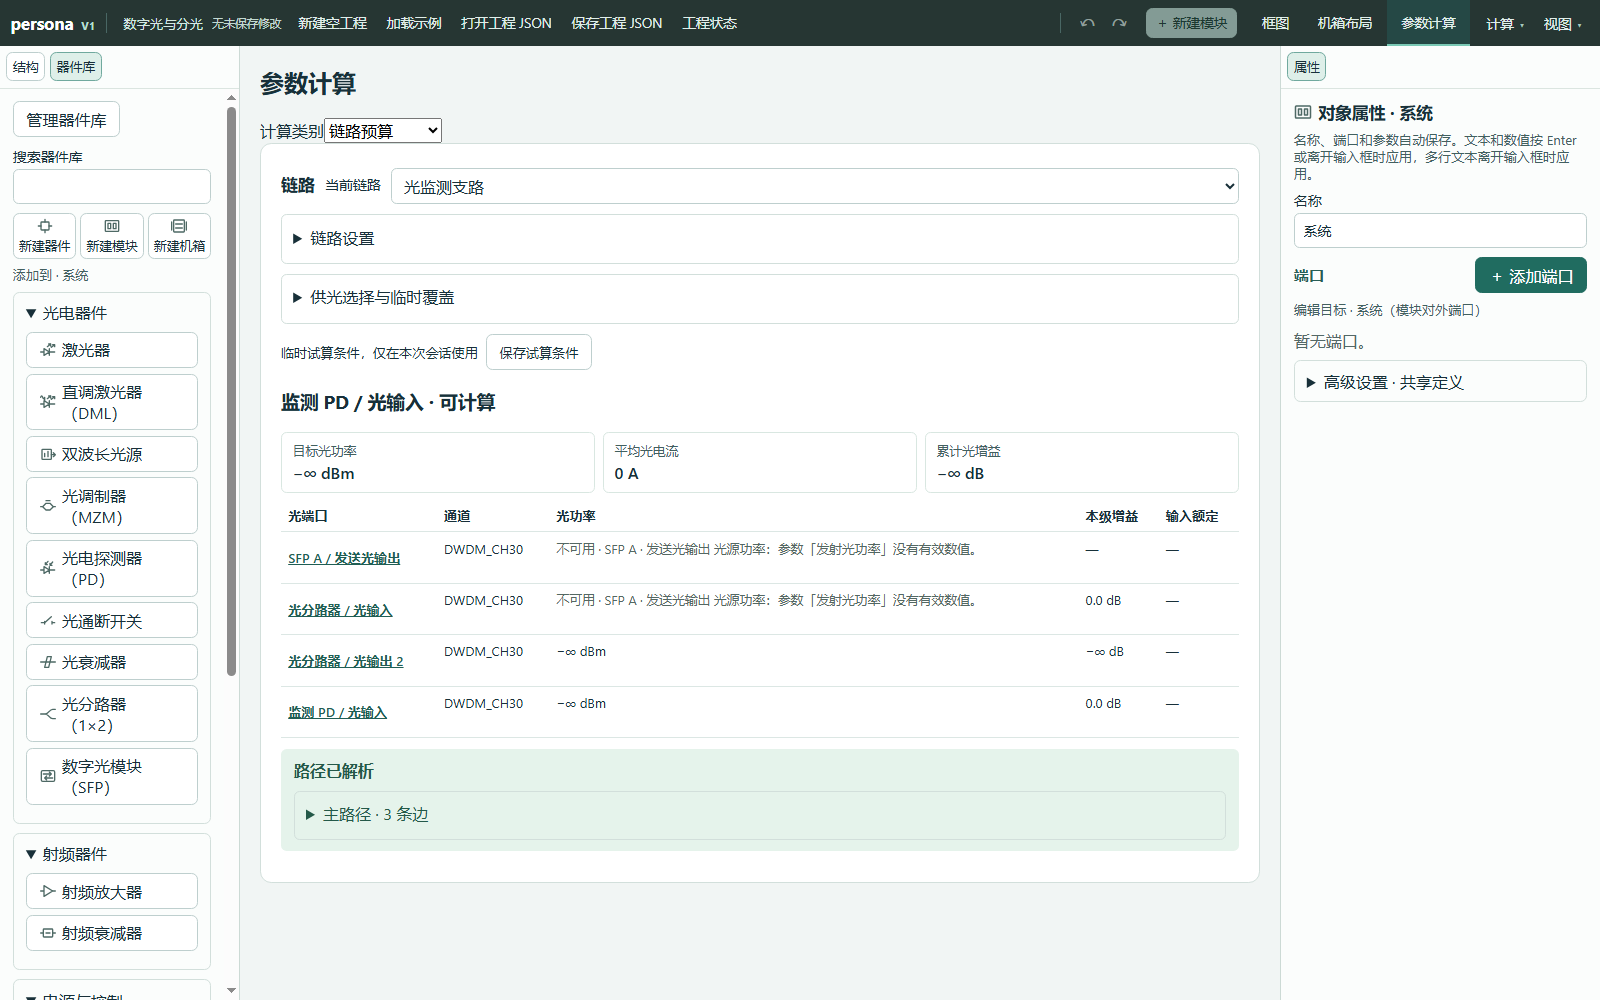 persona V1
数字光与分光 无未保存修改 新建空工程 加载示例 打开工程 JSON 保存工程 JSON 工程状态
+ 新建模块 框图 机箱布局 参数计算 计算 视图
结构 器件库
管理器件库
搜索器件库
新建器件 新建模块 新建机箱
添加到 · 系统
▼ 光电器件
激光器
直调激光器
（DML）
双波长光源
光调制器
（MZM）
光电探测器
（PD）
光通断开关
光衰减器
光分路器
（1×2）
数字光模块
（SFP）
▼ 射频器件
射频放大器
射频衰减器
参数计算
计算类别 链路预算
链路 当前链路 光监测支路
▶ 链路设置
▶ 供光选择与临时覆盖
临时试算条件，仅在本次会话使用 保存试算条件
监测 PD / 光输入 · 可计算
目标光功率
−∞ dBm
平均光电流
0 A
累计光增益
−∞ dB
光端口 通道 光功率 本级增益 输入额定
SFP A / 发送光输出 DWDM_CH30 不可用 · SFP A · 发送光输出 光源功率：参数「发射光功率」没有有效数值。 — —
光分路器 / 光输入 DWDM_CH30 不可用 · SFP A · 发送光输出 光源功率：参数「发射光功率」没有有效数值。 0.0 dB —
光分路器 / 光输出 2 DWDM_CH30 −∞ dBm −∞ dB —
监测 PD / 光输入 DWDM_CH30 −∞ dBm 0.0 dB —
路径已解析
▶ 主路径 · 3 条边
属性
对象属性 · 系统
名称、端口和参数自动保存。文本和数值按 Enter
或离开输入框时应用，多行文本离开输入框时应
用。
名称
系统
端口 + 添加端口
编辑目标 · 系统（模块对外端口）
暂无端口。
▶ 高级设置 · 共享定义